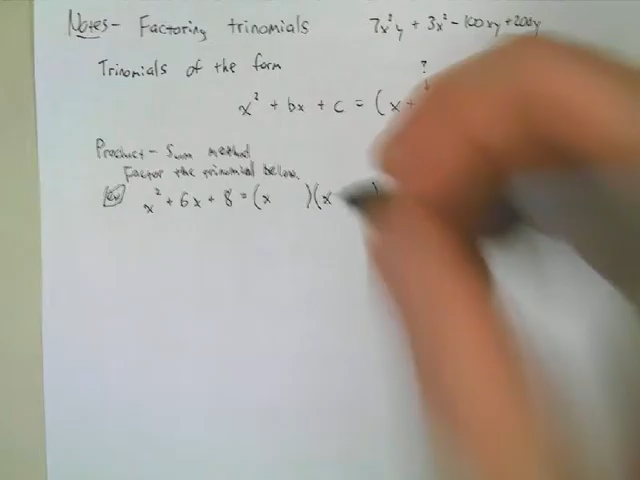 Notes- Factoring trinomials
7x²y + 3x² - 100xy + 200y
Trinomials of the form
?
x² + bx + c = (x +
Product - Sum method
Factor the trinomial below.
Ex x² + 6x + 8 = (x )(x )